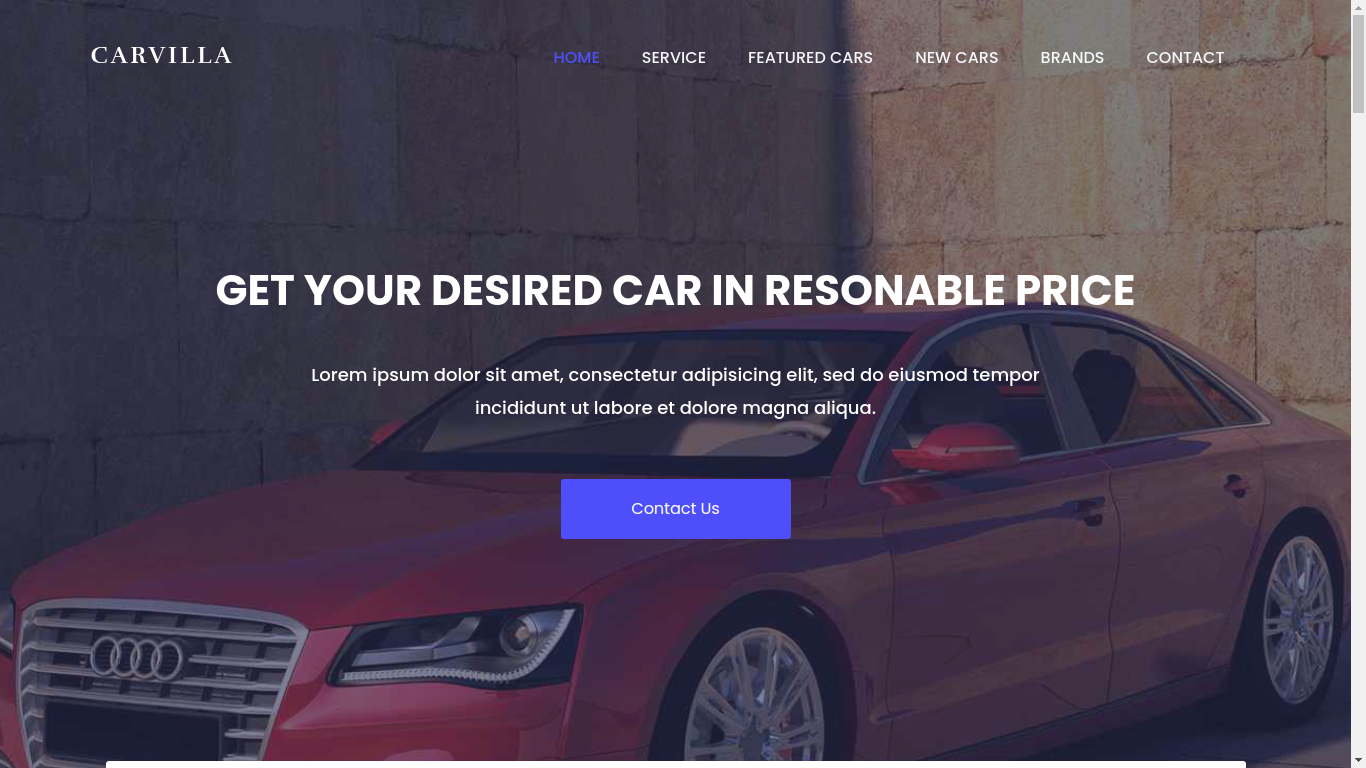 CARVILLA
HOME SERVICE FEATURED CARS NEW CARS BRANDS CONTACT
GET YOUR DESIRED CAR IN RESONABLE PRICE
Lorem ipsum dolor sit amet, consectetur adipisicing elit, sed do eiusmod tempor
incididunt ut labore et dolore magna aliqua.
Contact Us